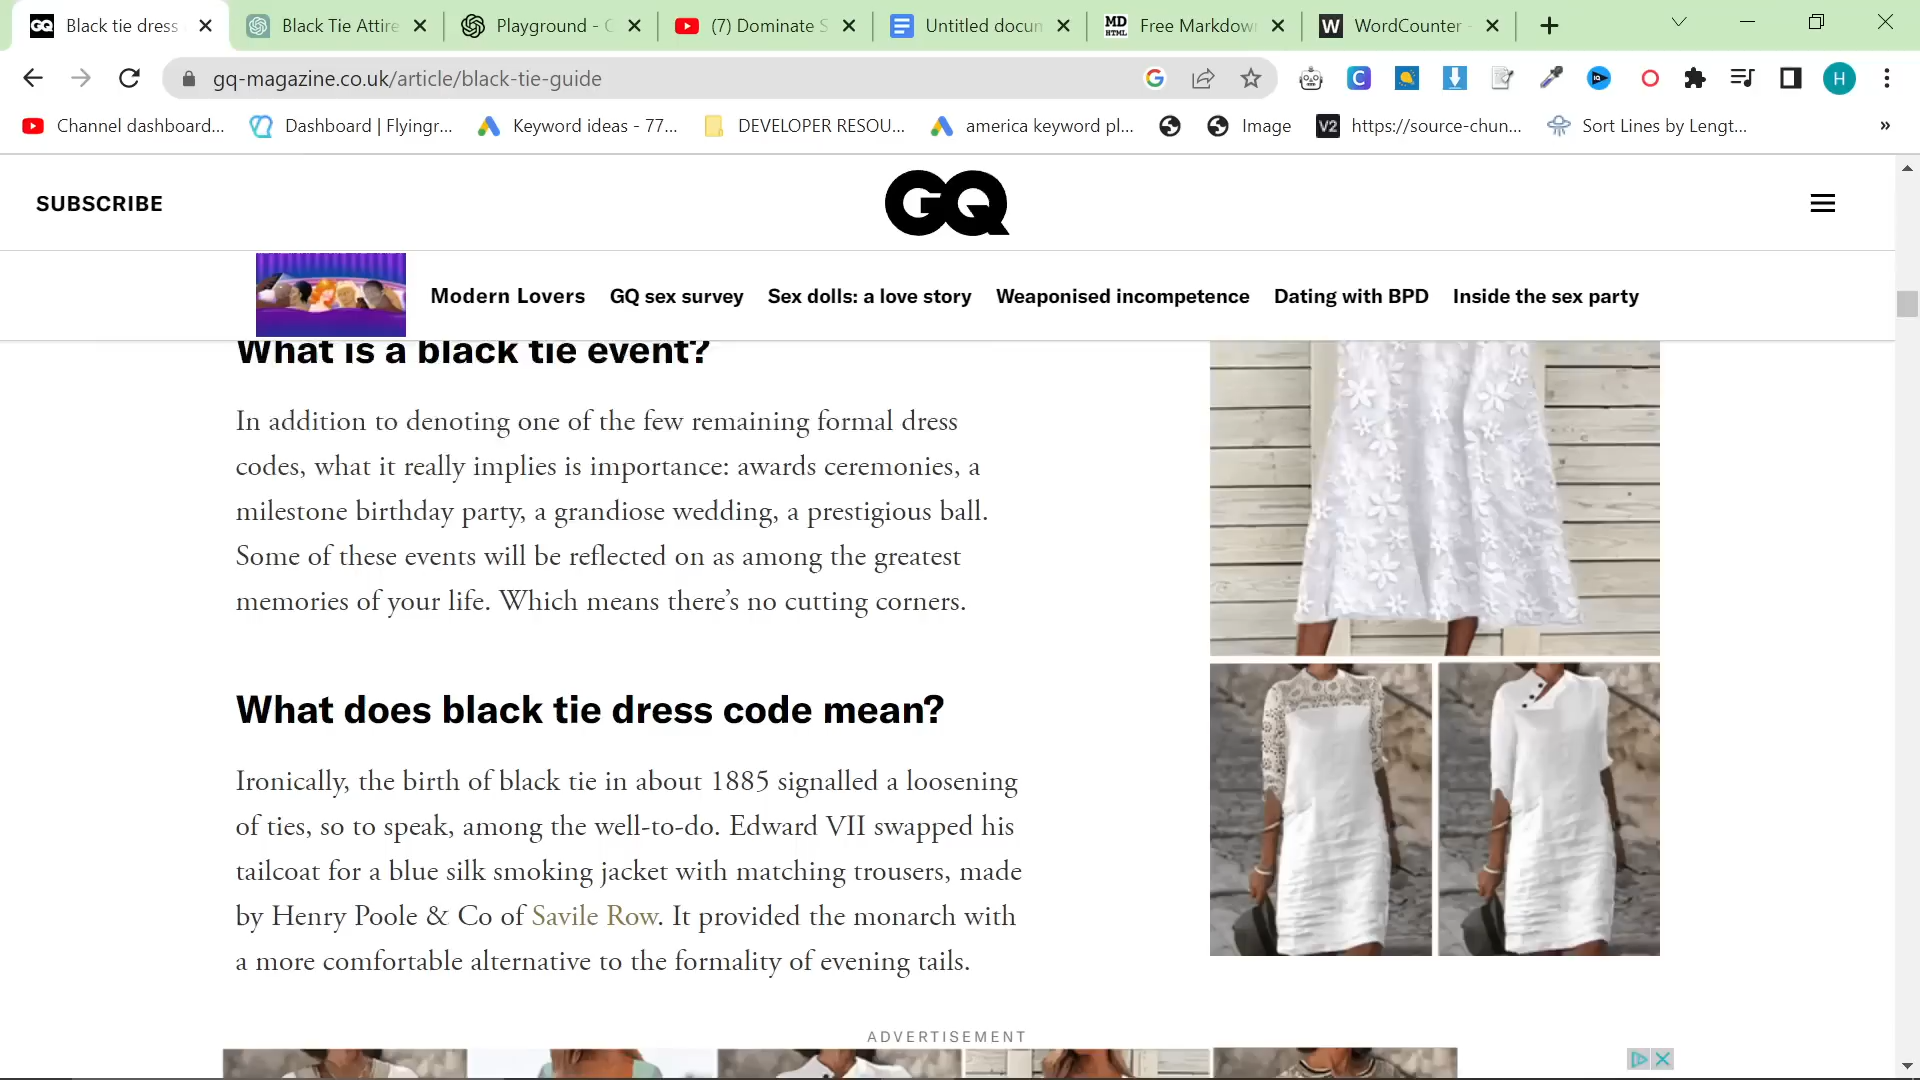 Black tie dress
Black Tie Attire
Playground -
(7) Dominate S
Untitled docun
Free Markdow
WordCounter -
gq-magazine.co.uk/article/black-tie-guide
H
Channel dashboard...
Dashboard | Flyingr...
Keyword ideas - 77...
DEVELOPER RESOU...
america keyword pl...
Image
https://source-chun...
Sort Lines by Lengt...
»
SUBSCRIBE
GQ
Modern Lovers
GQ sex survey
Sex dolls: a love story
Weaponised incompetence
Dating with BPD
Inside the sex party
What is a black tie event?
In addition to denoting one of the few remaining formal dress
codes, what it really implies is importance: awards ceremonies, a
milestone birthday party, a grandiose wedding, a prestigious ball.
Some of these events will be reflected on as among the greatest
memories of your life. Which means there’s no cutting corners.
What does black tie dress code mean?
Ironically, the birth of black tie in about 1885 signalled a loosening
of ties, so to speak, among the well-to-do. Edward VII swapped his
tailcoat for a blue silk smoking jacket with matching trousers, made
by Henry Poole & Co of Savile Row. It provided the monarch with
a more comfortable alternative to the formality of evening tails.
ADVERTISEMENT